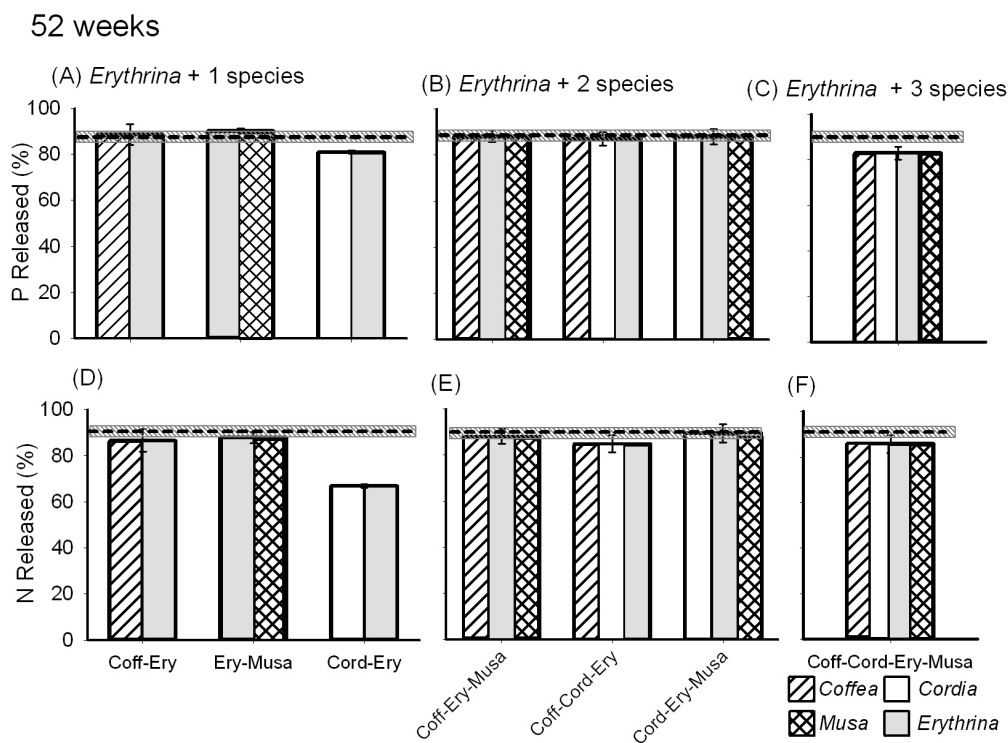 52 weeks
(A) Erythrina + 1 species
(B) Erythrina + 2 species
(C) Erythrina + 3 species
P Released (%)
100
80
60
40
20
0
(D)
(E)
(F)
N Released (%)
100
80
60
40
20
0
Coff-Ery
Ery-Musa
Cord-Ery
Coff-Ery-Musa
Coff-Cord-Ery
Cord-Ery-Musa
Coff-Cord-Ery-Musa
Coffea
Cordia
Musa
Erythrina